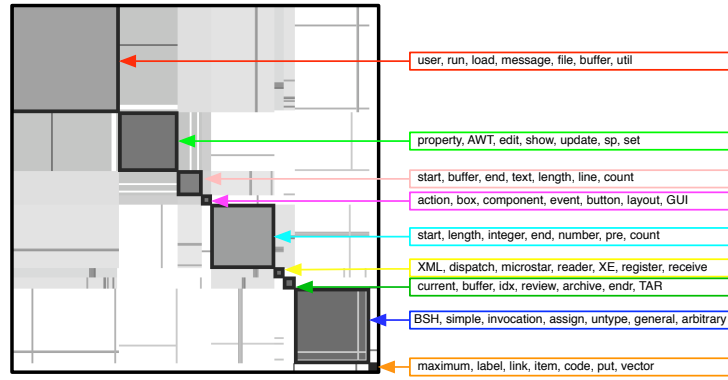 user, run, load, message, file, buffer, util
property, AWT, edit, show, update, sp, set
start, buffer, end, text, length, line, count
action, box, component, event, button, layout, GUI
start, length, integer, end, number, pre, count
XML, dispatch, microstar, reader, XE, register, receive
current, buffer, idx, review, archive, endr, TAR
BSH, simple, invocation, assign, untype, general, arbitrary
maximum, label, link, item, code, put, vector